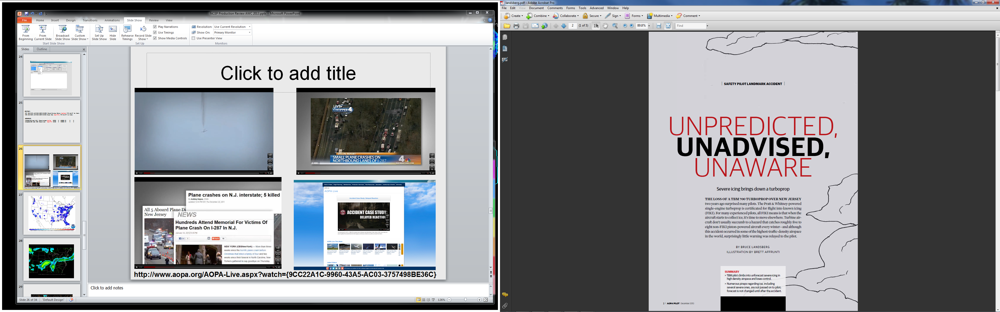 NCEP Production Review AWC 2013.pptx - Microsoft PowerPoint
File Home Insert Design Transitions Animations Slide Show Review View
From Beginning
From Current Slide
Broadcast Slide Show
Custom Slide Show
Set Up Slide Show
Hide Slide
Rehearse Timings
Record Slide Show
Play Narrations
Use Timings
Show Media Controls
Resolution: Use Current Resolution
Show On: Primary Monitor
Use Presenter View
Start Slide Show
Set Up
Monitors
Slides Outline
24
25
26
27
28
29
Click to add title
LIVE
CHOPPER 4
SPECIAL REPORT
SMALL PLANE CRASHES ON
NORTHBOUND LANES OF I-287
4
NBCNEWYORK.COM
© NBC
Plane crashes on N.J. interstate; 5 killed
By Ashley Hayes, CNN
updated 12:03 PM EST, Thu December 22, 2011
All 5 Aboard Plane Di
New Jersey
NEWS
Hundreds Attend Memorial For Victims Of
Plane Crash On I-287 In N.J.
January 12, 2012 9:36 PM
NEW YORK (CBSNewYork) — More than three
weeks since the horrific plane crash before
Christmas that killed a family of four and two
weeks since their funeral in North Carolina, New
Yorkers gathered to say goodbye on Thursday.
AOPA Live
Accident Case Study: Delayed Reaction
ACCIDENT CASE STUDY:
DELAYED REACTION
AOPA Live This Week
Latest Videos
http://www.aopa.org/AOPA-Live.aspx?watch={9CC22A1C-9960-43A5-AC03-3757498BE36C}
Click to add notes
Slide 26 of 34 "Default Design" 126%
landsberg.pdf - Adobe Acrobat Pro
File Edit View Document Comments Forms Tools Advanced Window Help
Create Combine Collaborate Secure Sign Forms Multimedia Comment
2 (1 of 5) 89.8% Find
SAFETY PILOT LANDMARK ACCIDENT
UNPREDICTED,
UNADVISED,
UNAWARE
Severe icing brings down a turboprop
THE LOSS OF A TBM 700 TURBOPROP OVER NEW JERSEY
two years ago surprised many pilots. The Pratt & Whitney-powered
single-engine turboprop is certificated for flight into known icing
(FIKI). For many experienced pilots, all FIKI means is that when the
aircraft starts to collect ice, it's time to move elsewhere. Turbine air-
craft don't usually succumb to a hazard that catches roughly five to
eight non-FIKI piston-powered aircraft every winter—and although
this accident occurred in some of the highest-traffic-density airspace
in the world, surprisingly little warning was relayed to the pilot.
BY BRUCE LANDSBERG
ILLUSTRATION BY BRETT AFFRUNTI
SUMMARY
> TBM pilot climbs into unforecast severe icing in
high density airspace and loses control.
> Numerous pireps regarding ice, including
several severe ones, are not passed on to pilot;
forecast is not changed until after the accident.
2 | AOPA PILOT December 2013